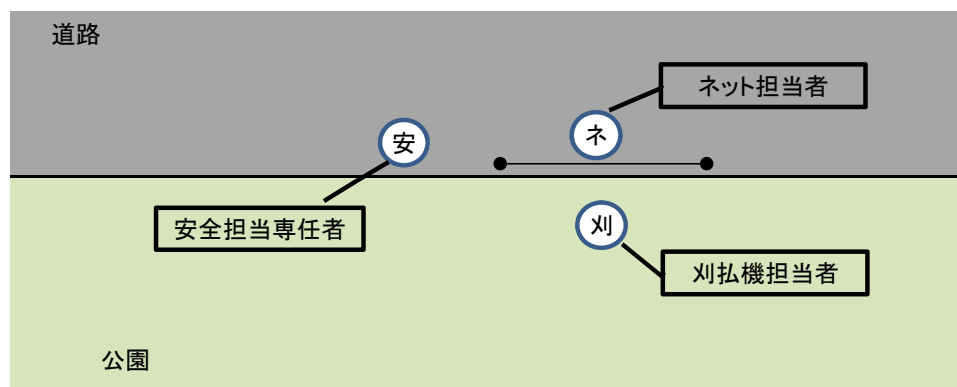 道路
ネット担当者
ネ
安
安全担当専任者
刈
刈払機担当者
公園